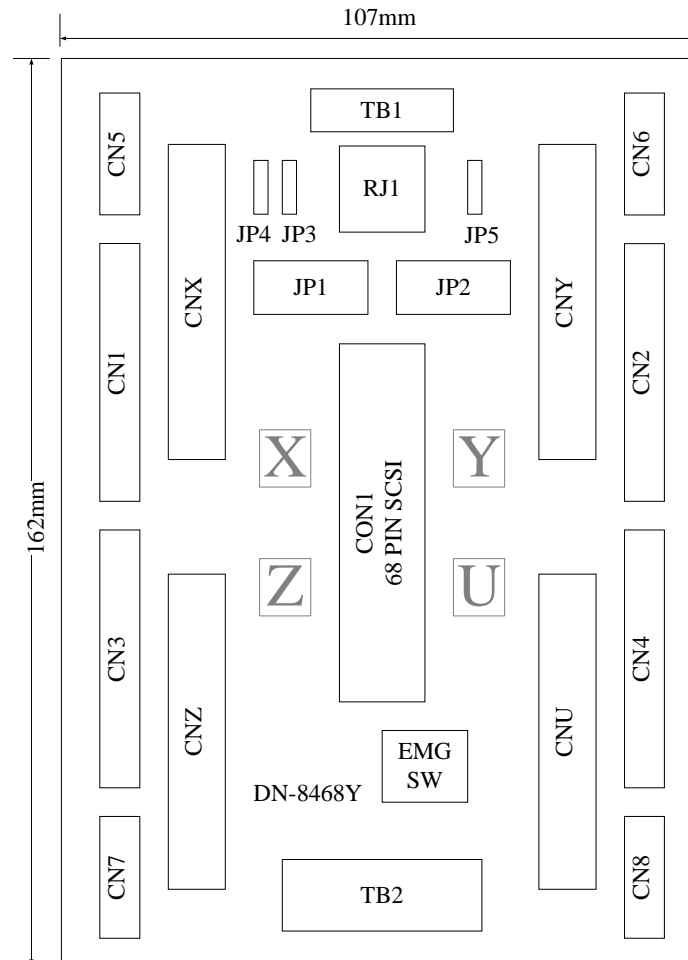 107mm
TB1
CN5
CN6
RJ1
JP4
JP3
JP5
JP1
JP2
CNX
CNY
CN1
CN2
X
Y
CON1
68 PIN SCSI
162mm
Z
U
CN3
CN4
CNZ
CNU
EMG
SW
DN-8468Y
CN7
CN8
TB2